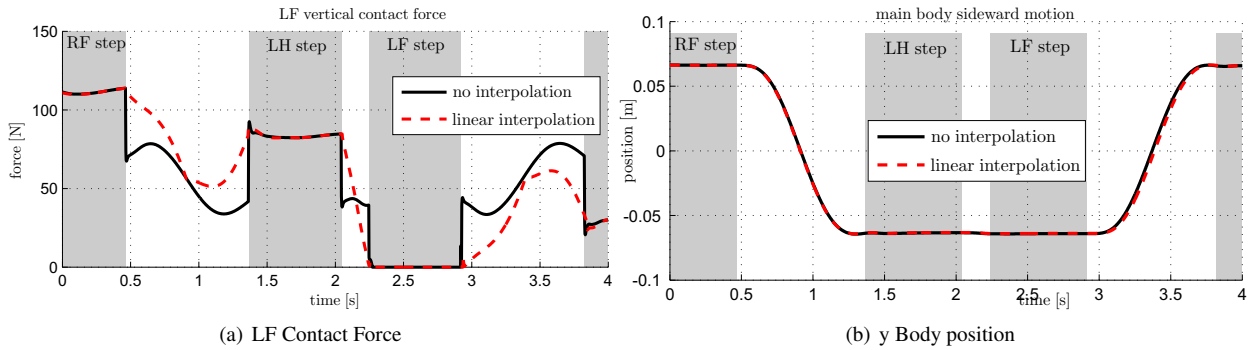 LF vertical contact force
150
100
50
0
force [N]
RF step
LH step
LF step
no interpolation
linear interpolation
0 0.5 1 1.5 2 2.5 3 3.5 4
time [s]
(a) LF Contact Force
main body sideward motion
0.1
0.05
0
-0.05
-0.1
position [m]
RF step
LH step
LF step
no interpolation
linear interpolation
0 0.5 1 1.5 2 2.5 3 3.5 4
time [s]
(b) y Body position